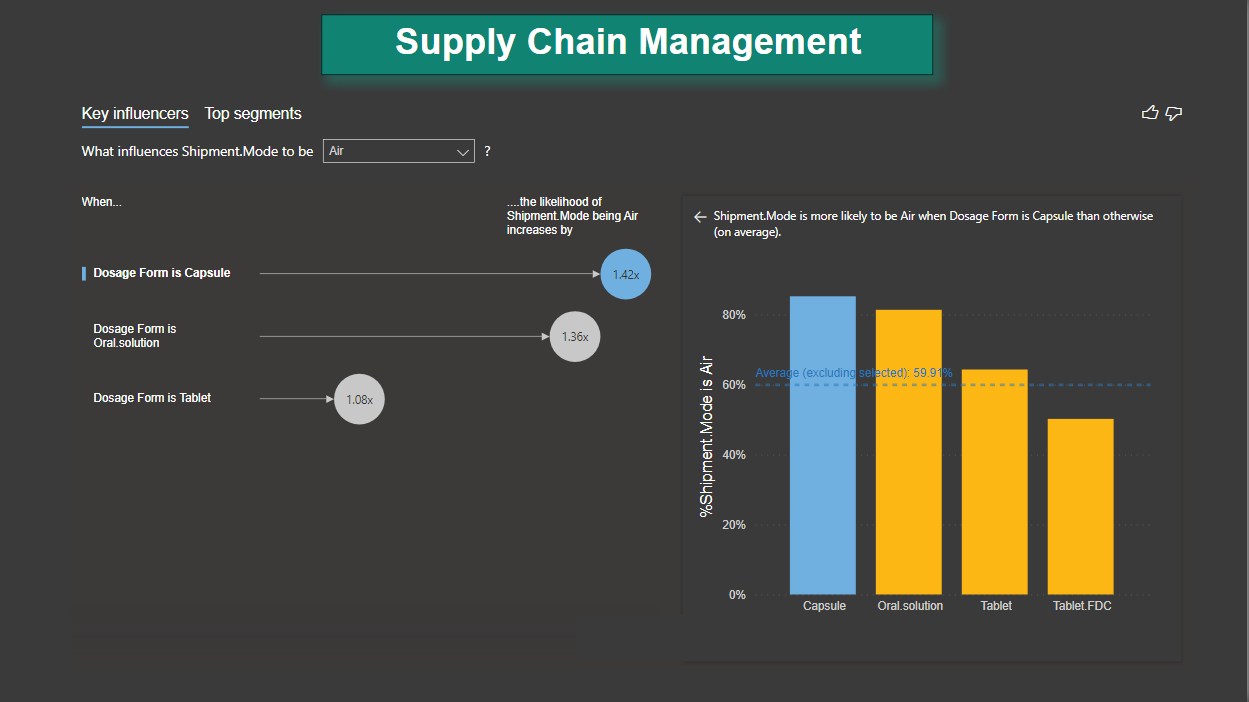 Supply Chain Management
Key influencers
Top segments
What influences Shipment.Mode to be
Air
?
When...
....the likelihood of
Shipment.Mode being Air
increases by
Dosage Form is Capsule
1.42x
Dosage Form is
Oral.solution
1.36x
Dosage Form is Tablet
1.08x
Shipment.Mode is more likely to be Air when Dosage Form is Capsule than otherwise
(on average).
%Shipment.Mode is Air
80%
Average (excluding selected): 59.91%
60%
40%
20%
0%
Capsule
Oral.solution
Tablet
Tablet.FDC